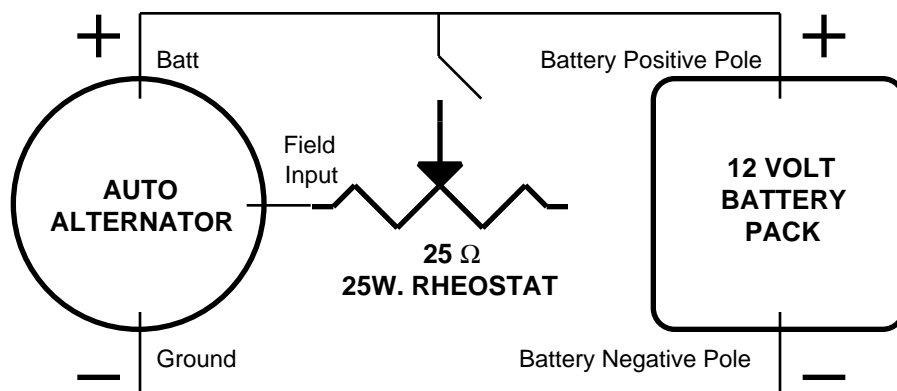 +
+
Batt
Battery Positive Pole
Field
Input
AUTO
ALTERNATOR
12 VOLT
BATTERY
PACK
25 Ω
25W. RHEOSTAT
Ground
Battery Negative Pole
−
−